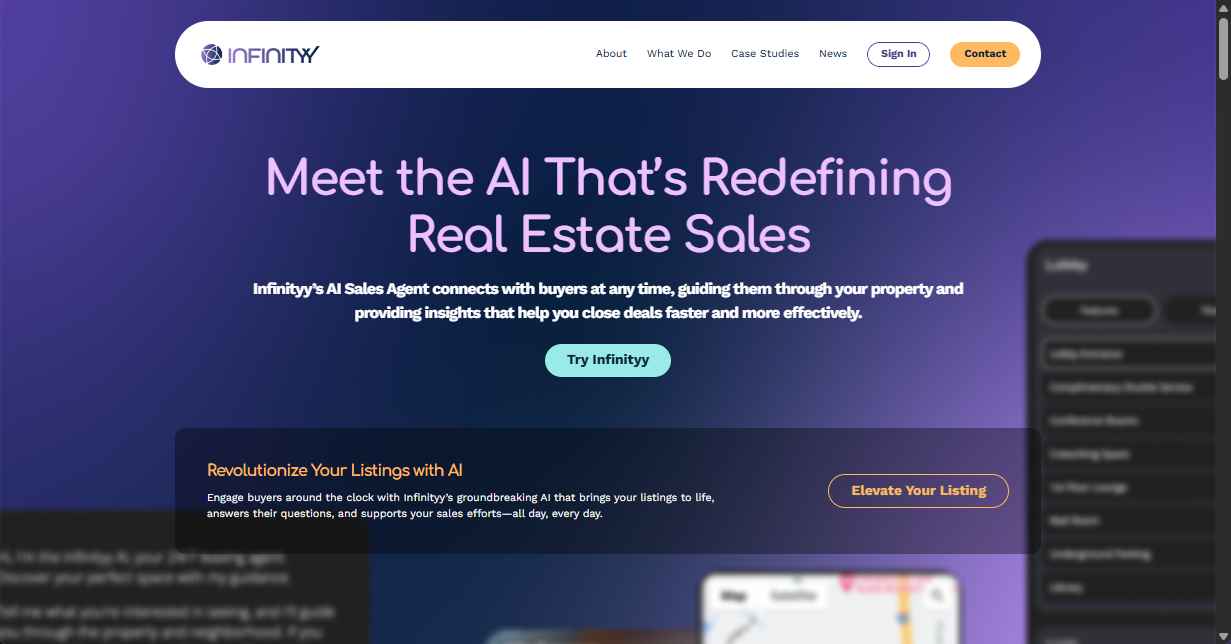 INFINITYY
About
What We Do
Case Studies
News
Sign In
Contact
Meet the AI That’s Redefining
Real Estate Sales
Infinityy’s AI Sales Agent connects with buyers at any time, guiding them through your property and
providing insights that help you close deals faster and more effectively.
Try Infinityy
Lobby
Features
Lobby Entrance
Complimentary Shuttle Service
Conference Rooms
Coworking Space
1st Floor Lounge
Mail Room
Underground Parking
Library
Revolutionize Your Listings with AI
Engage buyers around the clock with Infinityy’s groundbreaking AI that brings your listings to life,
answers their questions, and supports your sales efforts—all day, every day.
Elevate Your Listing
Hi, I'm the Infinityy AI, your 24/7 leasing agent.
Discover your perfect space with my guidance.
Tell me what you're interested in seeing, and I'll guide
you through the property and neighborhood. If you
Map
Satellite